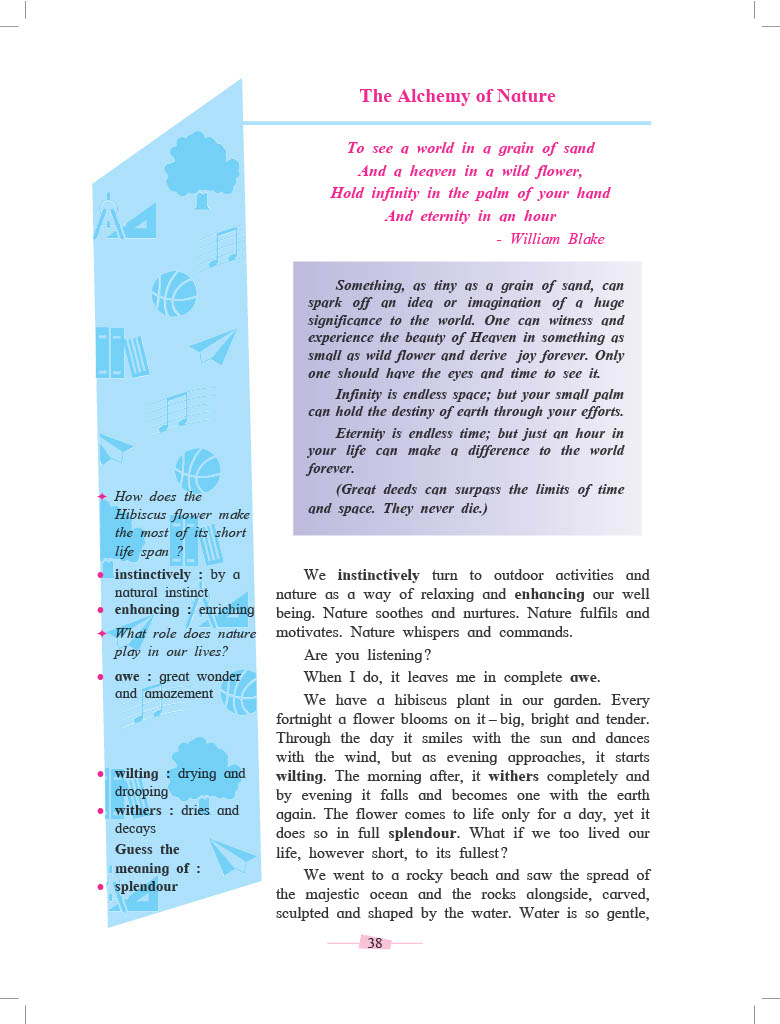 The Alchemy of Nature
To see a world in a grain of sand
And a heaven in a wild flower,
Hold infinity in the palm of your hand
And eternity in an hour
- William Blake
Something, as tiny as a grain of sand, can
spark off an idea or imagination of a huge
significance to the world. One can witness and
experience the beauty of Heaven in something as
small as wild flower and derive joy forever. Only
one should have the eyes and time to see it.
Infinity is endless space; but your small palm
can hold the destiny of earth through your efforts.
Eternity is endless time; but just an hour in
your life can make a difference to the world
forever.
(Great deeds can surpass the limits of time
and space. They never die.)
✦ How does the
Hibiscus flower make
the most of its short
life span ?
• instinctively : by a
natural instinct
• enhancing : enriching
✦ What role does nature
play in our lives?
• awe : great wonder
and amazement
• wilting : drying and
drooping
• withers : dries and
decays
Guess the
meaning of :
• splendour
We instinctively turn to outdoor activities and
nature as a way of relaxing and enhancing our well
being. Nature soothes and nurtures. Nature fulfils and
motivates. Nature whispers and commands.
Are you listening?
When I do, it leaves me in complete awe.
We have a hibiscus plant in our garden. Every
fortnight a flower blooms on it – big, bright and tender.
Through the day it smiles with the sun and dances
with the wind, but as evening approaches, it starts
wilting. The morning after, it withers completely and
by evening it falls and becomes one with the earth
again. The flower comes to life only for a day, yet it
does so in full splendour. What if we too lived our
life, however short, to its fullest?
We went to a rocky beach and saw the spread of
the majestic ocean and the rocks alongside, carved,
sculpted and shaped by the water. Water is so gentle,
38